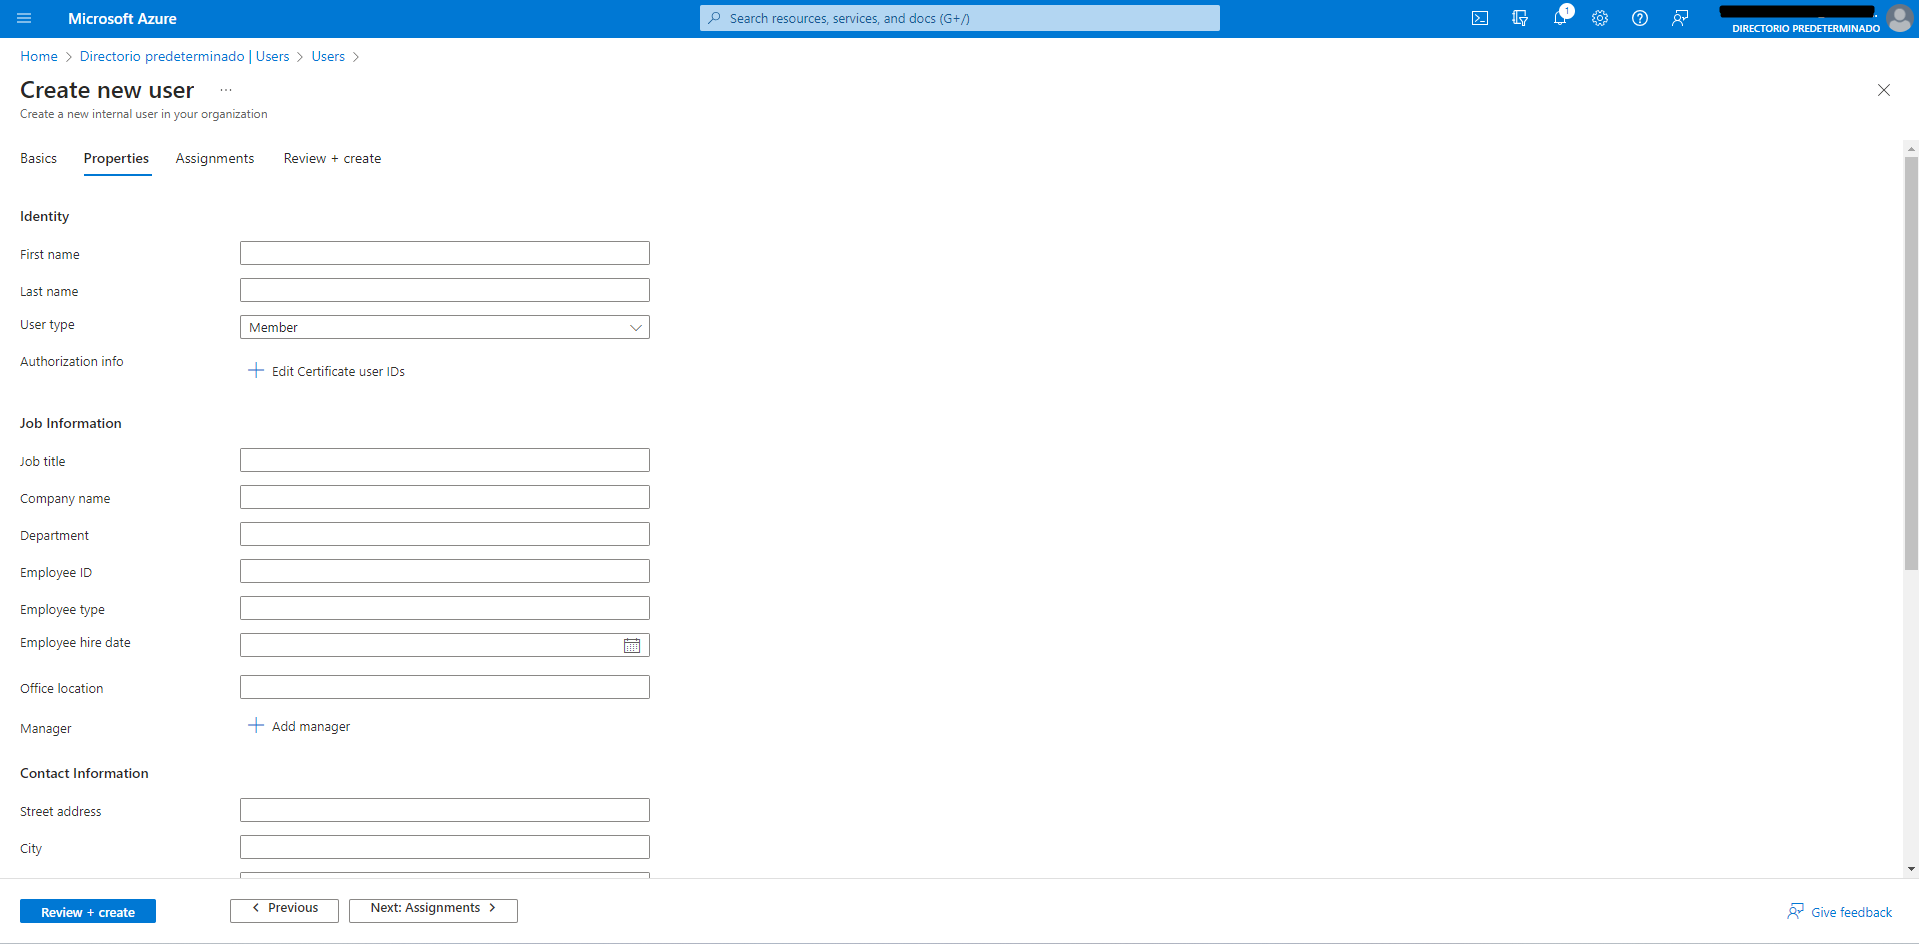 Microsoft Azure
Search resources, services, and docs (G+/)
1
DIRECTORIO PREDETERMINADO
Home > Directorio predeterminado | Users > Users >
Create new user ...
Create a new internal user in your organization
Basics Properties Assignments Review + create
Identity
First name
Last name
User type Member
Authorization info
Edit Certificate user IDs
Job Information
Job title
Company name
Department
Employee ID
Employee type
Employee hire date
Office location
Manager Add manager
Contact Information
Street address
City
Review + create < Previous Next: Assignments > Give feedback